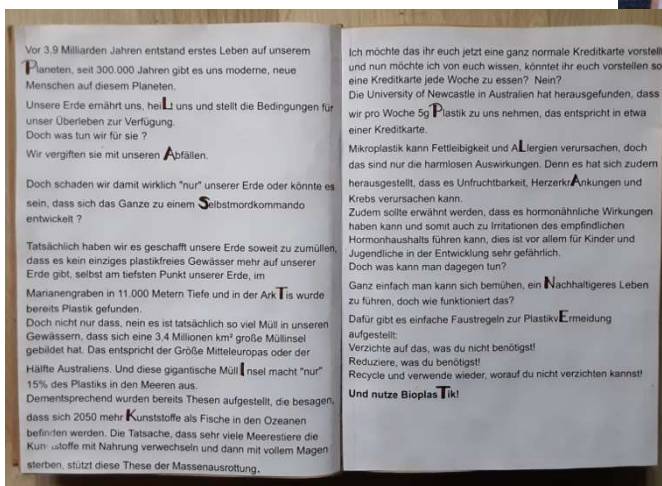 Vor 3,9 Milliarden Jahren entstand erstes Leben auf unserem
Planeten, seit 300.000 Jahren gibt es uns moderne, neue
Menschen auf diesem Planeten.
Unsere Erde ernährt uns, heiLt uns und stellt die Bedingungen für
unser Überleben zur Verfügung.
Doch was tun wir für sie ?
Wir vergiften sie mit unseren Abfällen.
Doch schaden wir damit wirklich "nur" unserer Erde oder könnte es
sein, dass sich das Ganze zu einem Selbstmordkommando
entwickelt ?
Tatsächlich haben wir es geschafft unsere Erde soweit zu zumüllen,
dass es kein einziges plastikfreies Gewässer mehr auf unserer
Erde gibt, selbst am tiefsten Punkt unserer Erde, im
Marianengraben in 11.000 Metern Tiefe und in der ArkTis wurde
bereits Plastik gefunden.
Doch nicht nur dass, nein es ist tatsächlich so viel Müll in unseren
Gewässern, dass sich eine 3,4 Millionen km² große Müllinsel
gebildet hat. Das entspricht der Größe Mitteleuropas oder der
Hälfte Australiens. Und diese gigantische Müll Insel macht "nur"
15% des Plastiks in den Meeren aus.
Dementsprechend wurden bereits Thesen aufgestellt, die besagen,
dass sich 2050 mehr Kunststoffe als Fische in den Ozeanen
befinden werden. Die Tatsache, dass sehr viele Meerestiere die
Kunststoffe mit Nahrung verwechseln und dann mit vollem Magen
sterben, stützt diese These der Massenausrottung.
Ich möchte das ihr euch jetzt eine ganz normale Kreditkarte vorstell
und nun möchte ich von euch wissen, könntet ihr euch vorstellen so
eine Kreditkarte jede Woche zu essen? Nein?
Die University of Newcastle in Australien hat herausgefunden, dass
wir pro Woche 5g Plastik zu uns nehmen, das entspricht in etwa
einer Kreditkarte.
Mikroplastik kann Fettleibigkeit und ALlergien verursachen, doch
das sind nur die harmlosen Auswirkungen. Denn es hat sich zudem
herausgestellt, dass es Unfruchtbarkeit, HerzerkrAnkungen und
Krebs verursachen kann.
Zudem sollte erwähnt werden, dass es hormonähnliche Wirkungen
haben kann und somit auch zu Irritationen des empfindlichen
Hormonhaushalts führen kann, dies ist vor allem für Kinder und
Jugendliche in der Entwicklung sehr gefährlich.
Doch was kann man dagegen tun?
Ganz einfach man kann sich bemühen, ein Nachhaltigeres Leben
zu führen, doch wie funktioniert das?
Dafür gibt es einfache Faustregeln zur PlastikvErmeidung
aufgestellt:
Verzichte auf das, was du nicht benötigst!
Reduziere, was du benötigst!
Recycle und verwende wieder, worauf du nicht verzichten kannst!
Und nutze BioplasTik!